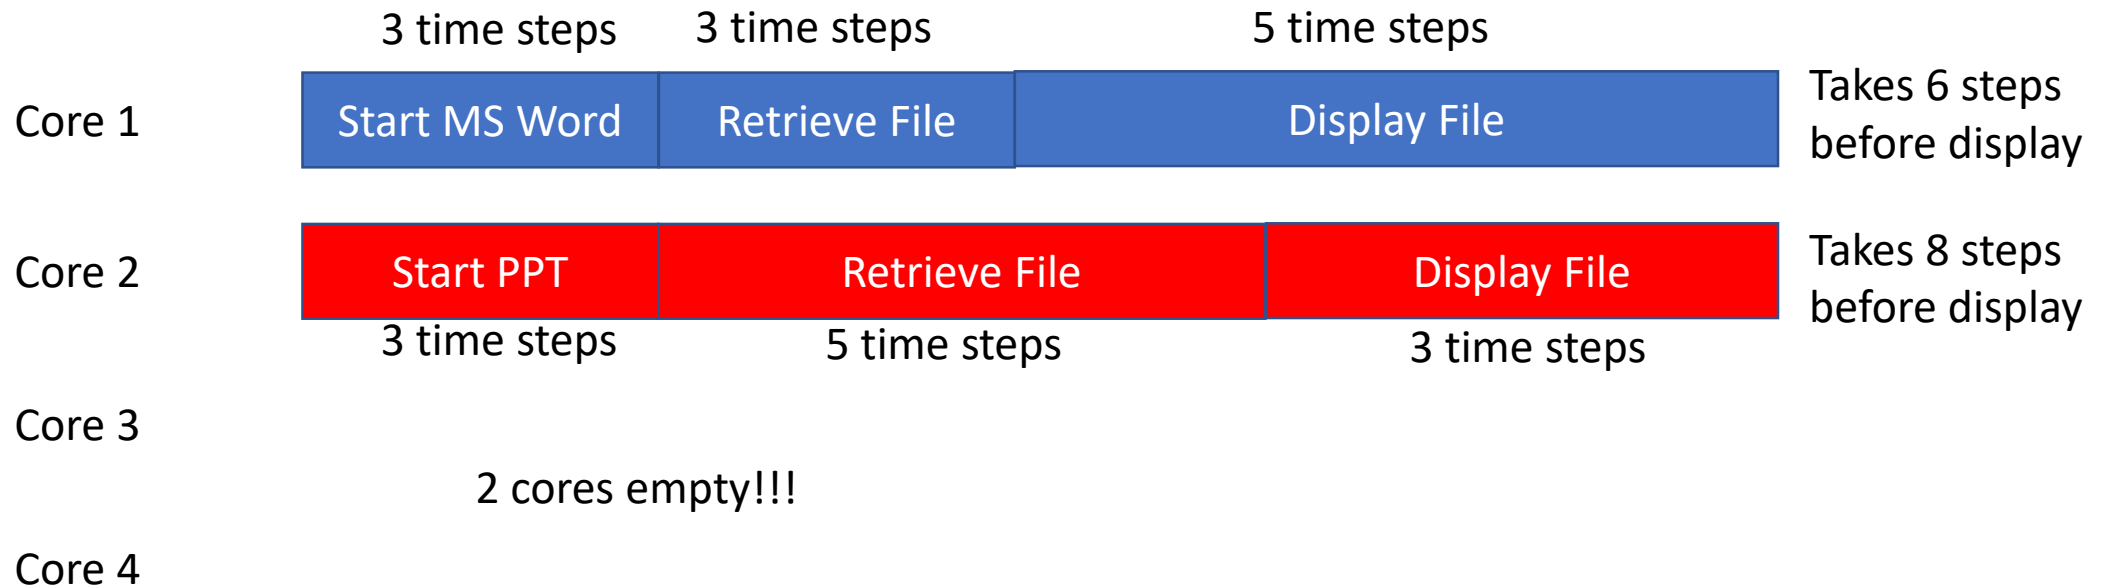 3 time steps 3 time steps 5 time steps
Core 1 Start MS Word Retrieve File Display File Takes 6 steps
before display
Core 2 Start PPT Retrieve File Display File Takes 8 steps
before display
3 time steps 5 time steps 3 time steps
Core 3
2 cores empty!!!
Core 4